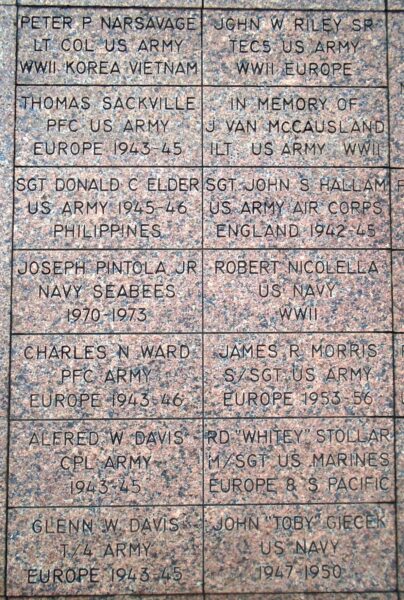 PETER P NARSAVAGE
LT COL US ARMY
WWII KOREA VIETNAM
JOHN W RILEY SR
TEC5 US ARMY
WWII EUROPE
THOMAS SACKVILLE
PFC US ARMY
EUROPE 1943-45
IN MEMORY OF
J VAN MCCAUSLAND
1LT US ARMY WWII
SGT DONALD C ELDER
US ARMY 1945-46
PHILIPPINES
SGT JOHN S HALLAM
US ARMY AIR CORPS
ENGLAND 1942-45
JOSEPH PINTOLA JR
NAVY SEABEES
1970-1973
ROBERT NICOLELLA
US NAVY
WWII
CHARLES N WARD
PFC ARMY
EUROPE 1943-46
JAMES R MORRIS
S/SGT US ARMY
EUROPE 1953-56
ALFRED W DAVIS
CPL ARMY
1943-45
RD "WHITEY" STOLLAR
M/SGT US MARINES
EUROPE & S PACIFIC
GLENN W DAVIS
T/4 ARMY
EUROPE 1943-45
JOHN "TOBY" GIECEK
US NAVY
1947-1950